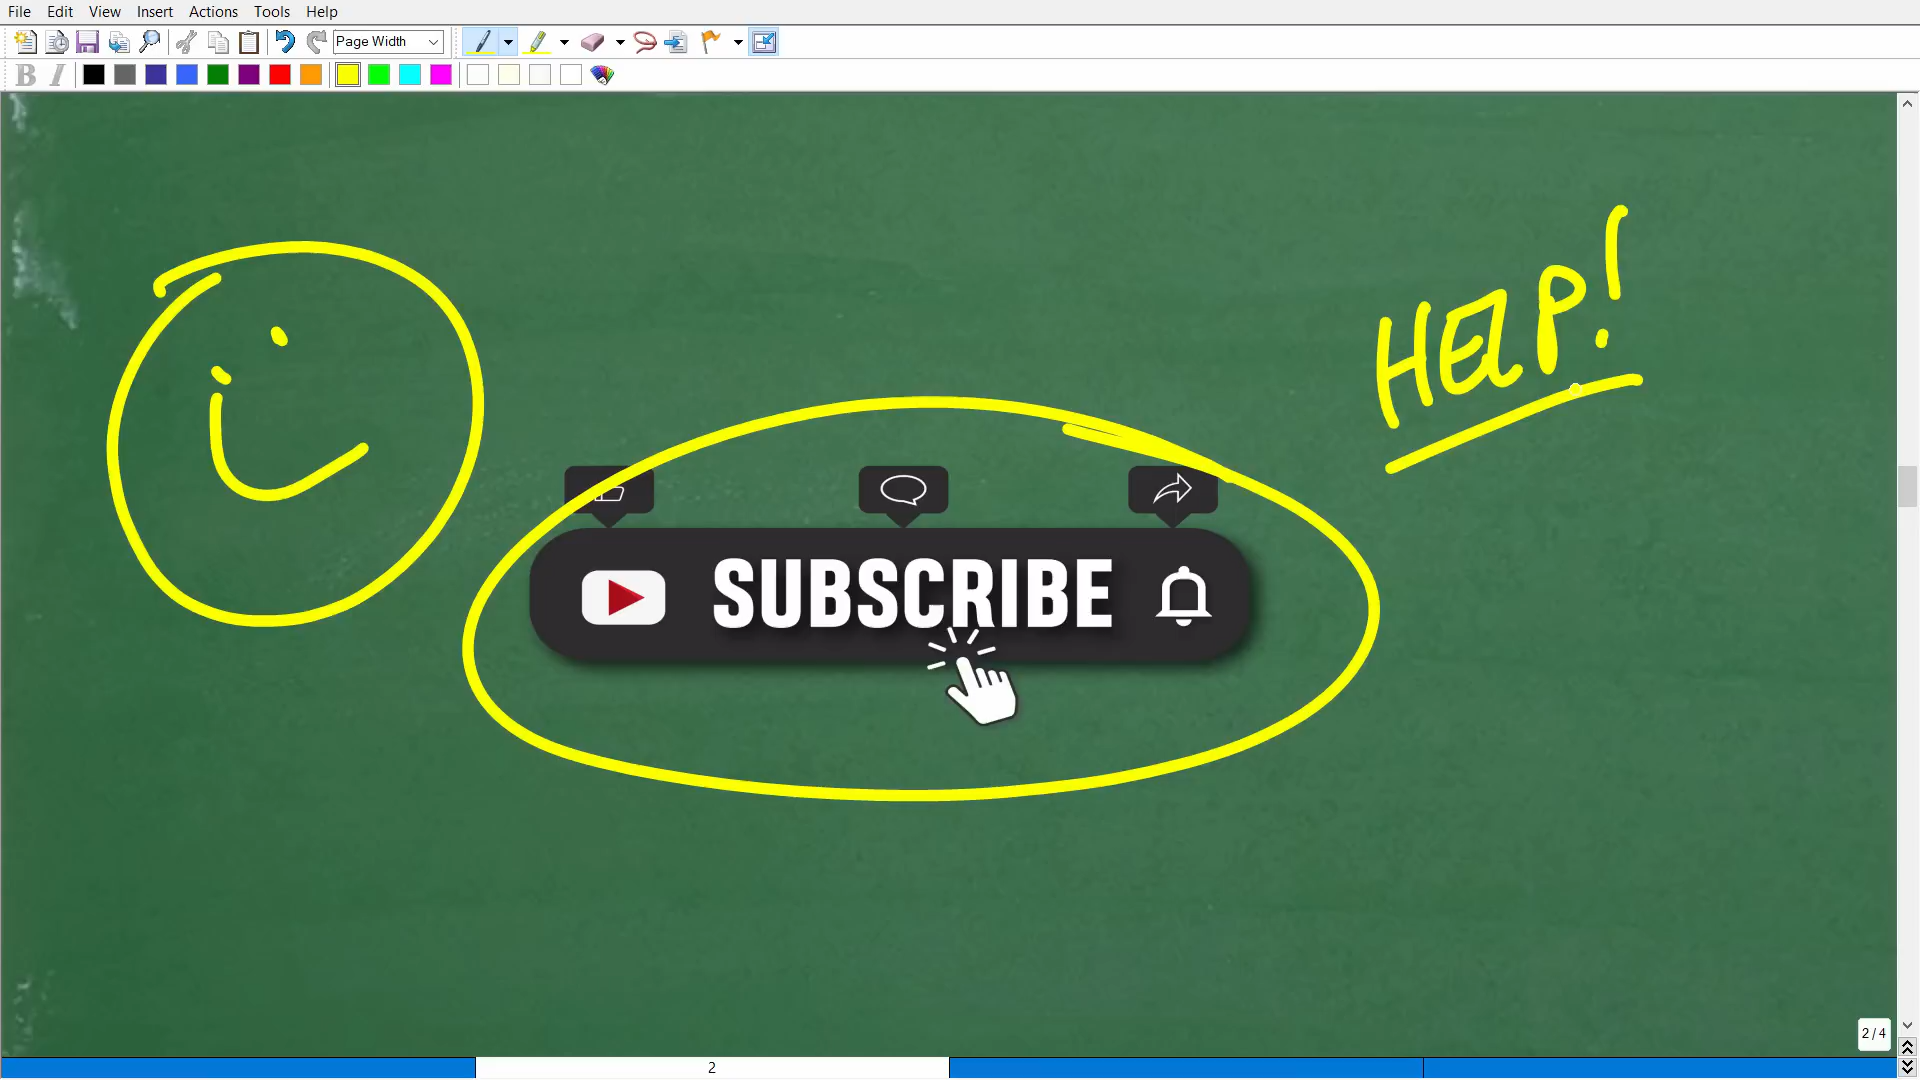 File Edit View Insert Actions Tools Help
Page Width
B I
HELP!
SUBSCRIBE
2 / 4
2